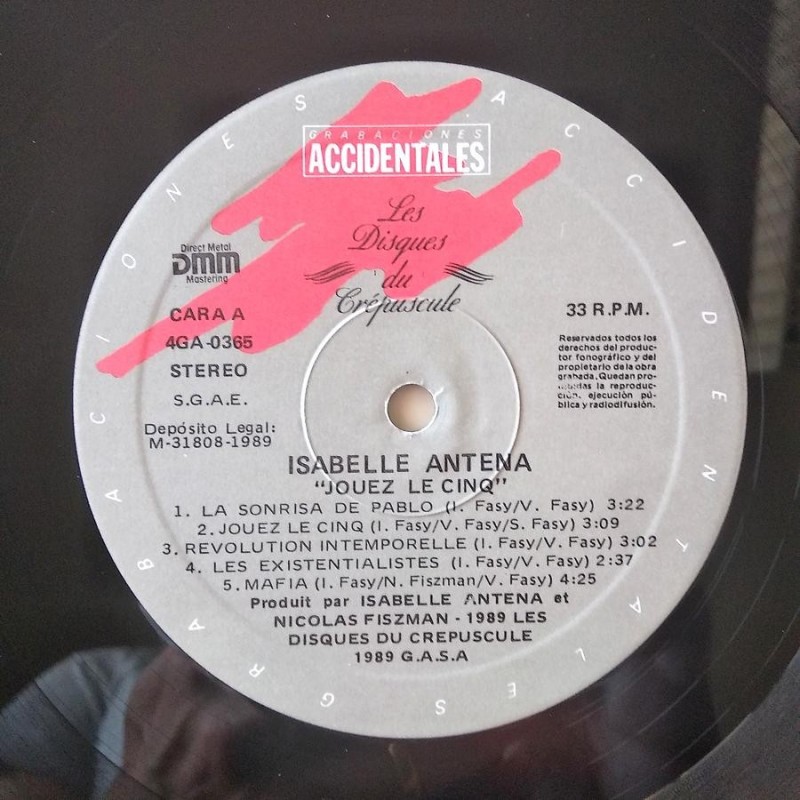 GRABACIONES
ACCIDENTALES
Les
Disques
du
Crépuscule
Direct Metal
DMM
Mastering
CARA A
4GA-0365
STEREO
S.G.A.E.
Depósito Legal:
M-31808-1989
33 R.P.M.
Reservados todos los
derechos del produc-
tor fonográfico y del
propietario de la obra
grabada. Quedan pro-
hibidas la reproduc-
ción, ejecución pú-
blica y radiodifusión.
ISABELLE ANTENA
"JOUEZ LE CINQ"
1. LA SONRISA DE PABLO (I. Fasy/V. Fasy) 3:22
2. JOUEZ LE CINQ (I. Fasy/V. Fasy/S. Fasy) 3:09
3. REVOLUTION INTEMPORELLE (I. Fasy/V. Fasy) 3:02
4. LES EXISTENTIALISTES (I. Fasy/V. Fasy) 2:37
5. MAFIA (I. Fasy/N. Fiszman/V. Fasy) 4:25
Produit par ISABELLE ANTENA et
NICOLAS FISZMAN - 1989 LES
DISQUES DU CREPUSCULE
1989 G.A.S.A
GRABACIONES ACCIDENTALES